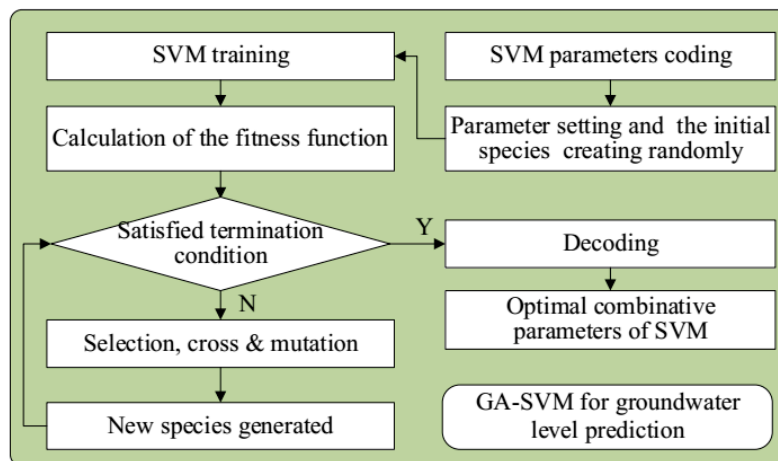 SVM training
SVM parameters coding
Calculation of the fitness function
Parameter setting and the initial
species creating randomly
Satisfied termination
condition
Y
Decoding
N
Optimal combinative
parameters of SVM
Selection, cross & mutation
New species generated
GA-SVM for groundwater
level prediction